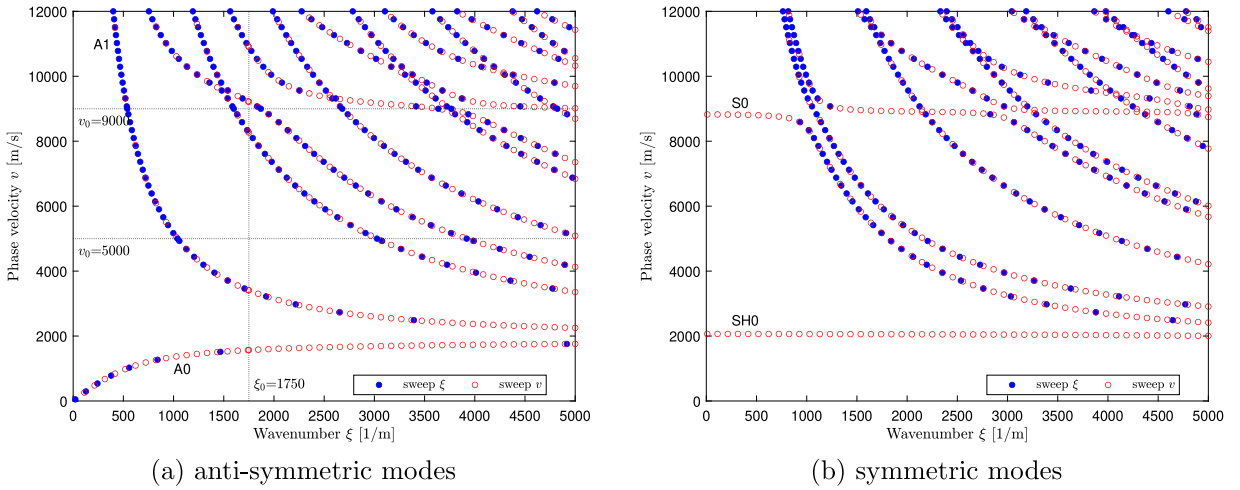 12000
10000
8000
6000
4000
2000
0
Phase velocity v [m/s]
A1
v₀=9000
v₀=5000
A0
ξ₀=1750
sweep ξ
sweep v
0 500 1000 1500 2000 2500 3000 3500 4000 4500 5000
Wavenumber ξ [1/m]
(a) anti-symmetric modes
12000
10000
8000
6000
4000
2000
0
Phase velocity v [m/s]
S0
SH0
sweep ξ
sweep v
0 500 1000 1500 2000 2500 3000 3500 4000 4500 5000
Wavenumber ξ [1/m]
(b) symmetric modes